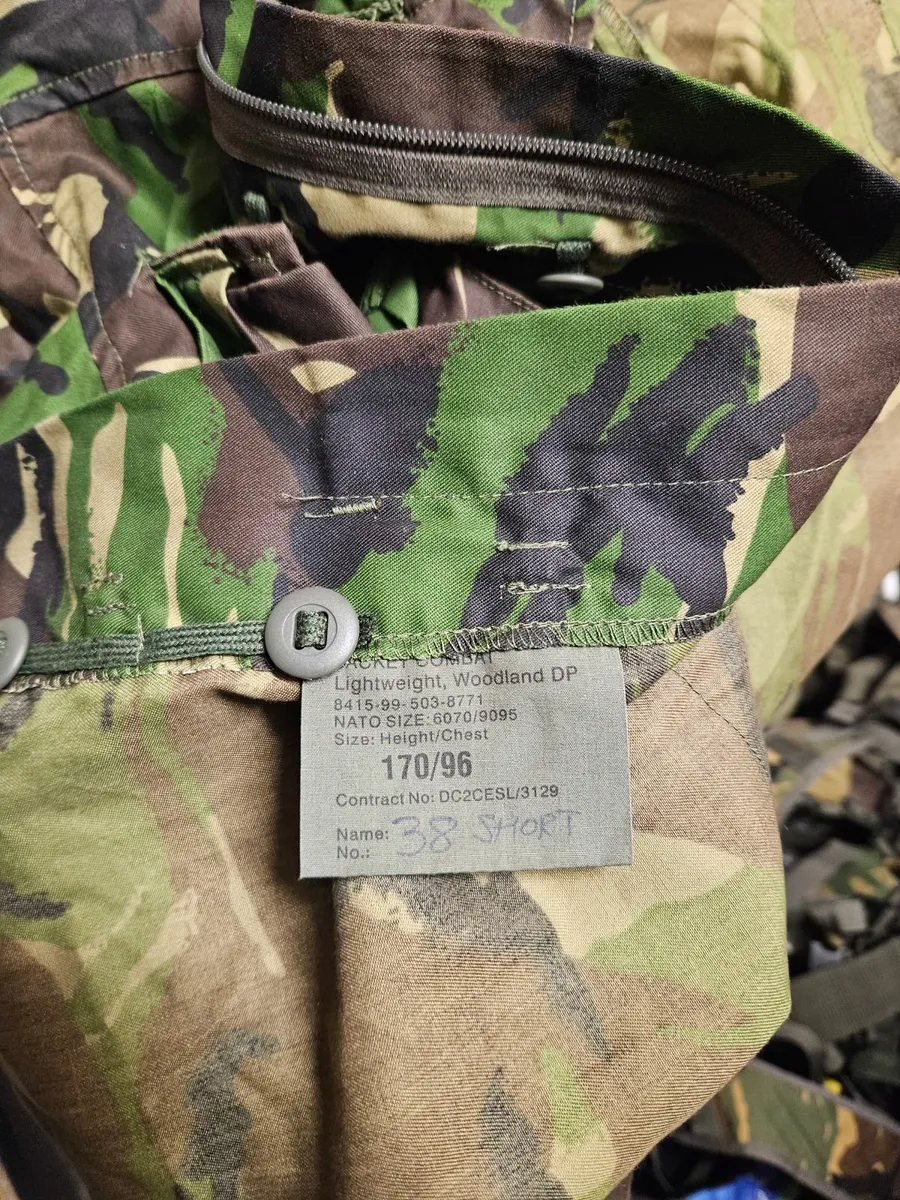 JACKET COMBAT
Lightweight, Woodland DP
8415-99-503-8771
NATO SIZE: 6070/9095
Size: Height/Chest
170/96
Contract No: DC2CESL/3129
Name: 38 SHORT
No.: